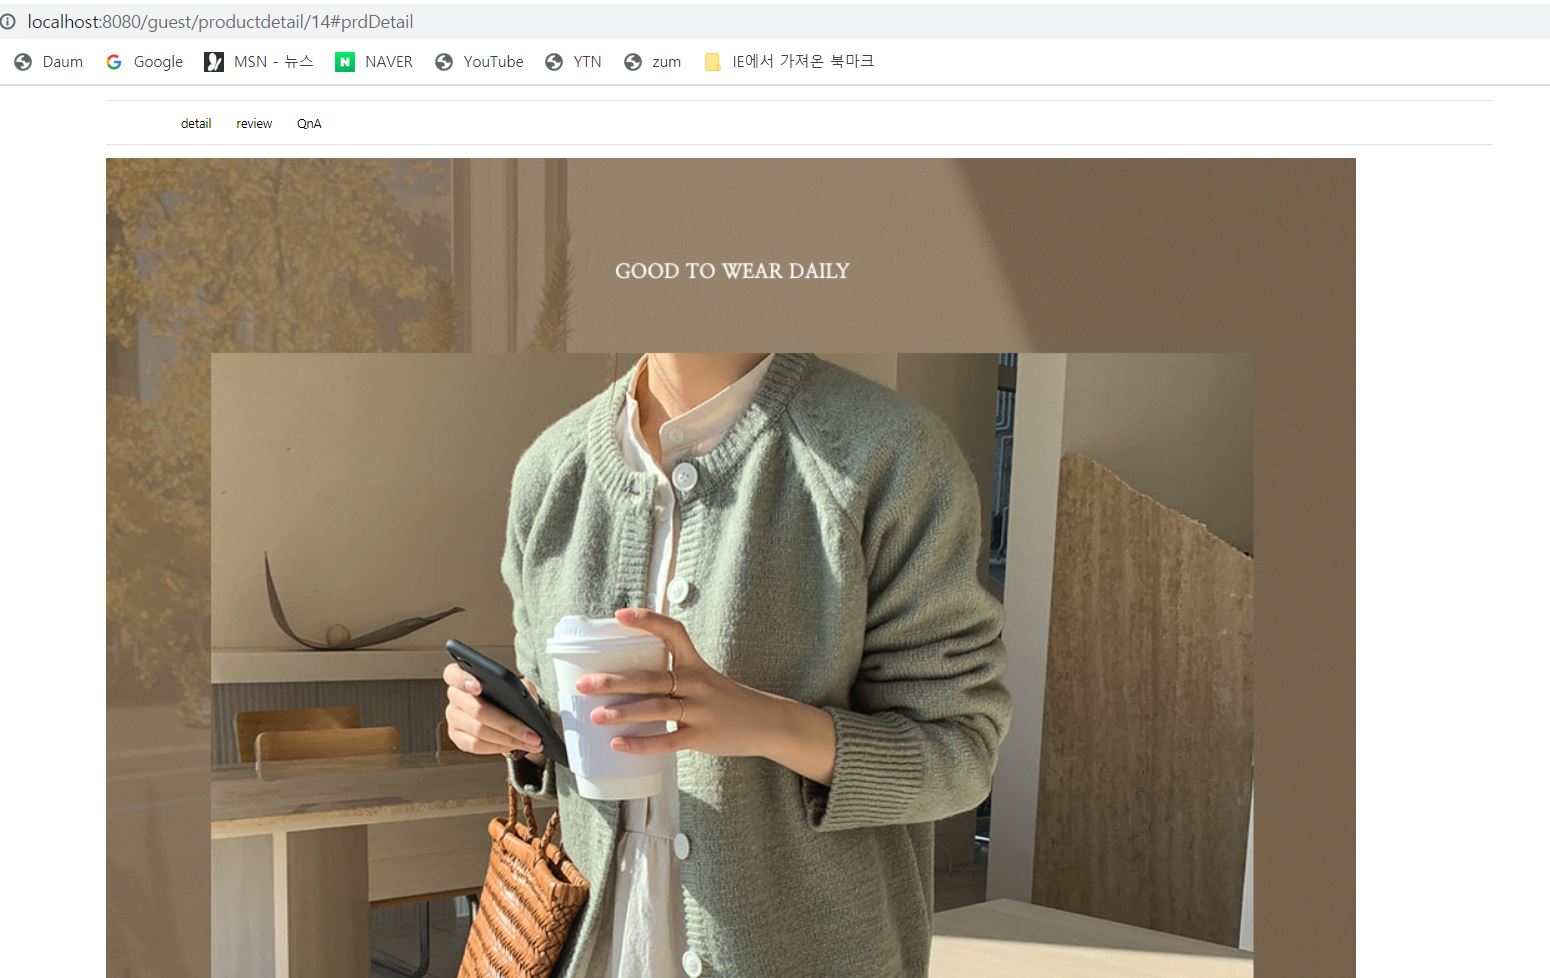 localhost:8080/guest/productdetail/14#prdDetail
Daum Google MSN - 뉴스 NAVER YouTube YTN zum IE에서 가져온 북마크
detail review QnA
GOOD TO WEAR DAILY